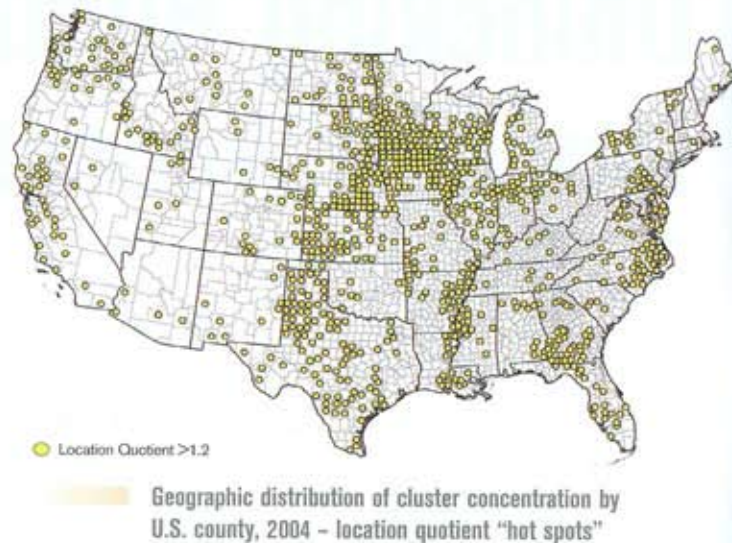 Location Quotient >1.2
Geographic distribution of cluster concentration by
U.S. county, 2004 – location quotient “hot spots”